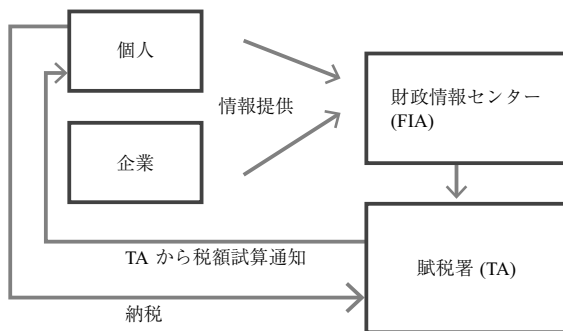 個人
情報提供
企業
財政情報センター
(FIA)
賦税署 (TA)
TA から税額試算通知
納税